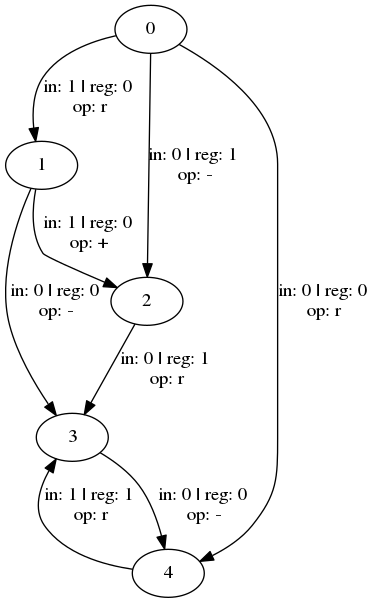 0
in: 1 | reg: 0
op: r
in: 0 | reg: 1
op: -
1
in: 1 | reg: 0
op: +
in: 0 | reg: 0
op: -
in: 0 | reg: 0
op: r
2
in: 0 | reg: 1
op: r
3
in: 1 | reg: 1
op: r
in: 0 | reg: 0
op: -
4